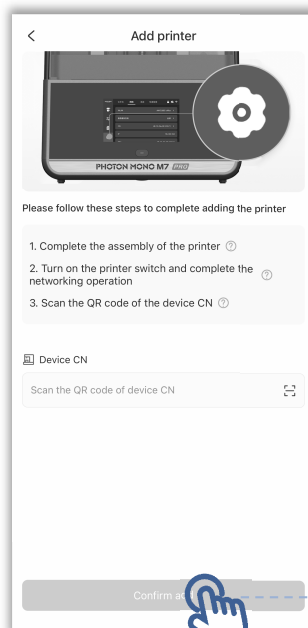 Add printer
PHOTON MONO M7 PRO
Please follow these steps to complete adding the printer
1. Complete the assembly of the printer
2. Turn on the printer switch and complete the
networking operation
3. Scan the QR code of the device CN
Device CN
Scan the QR code of device CN
Confirm